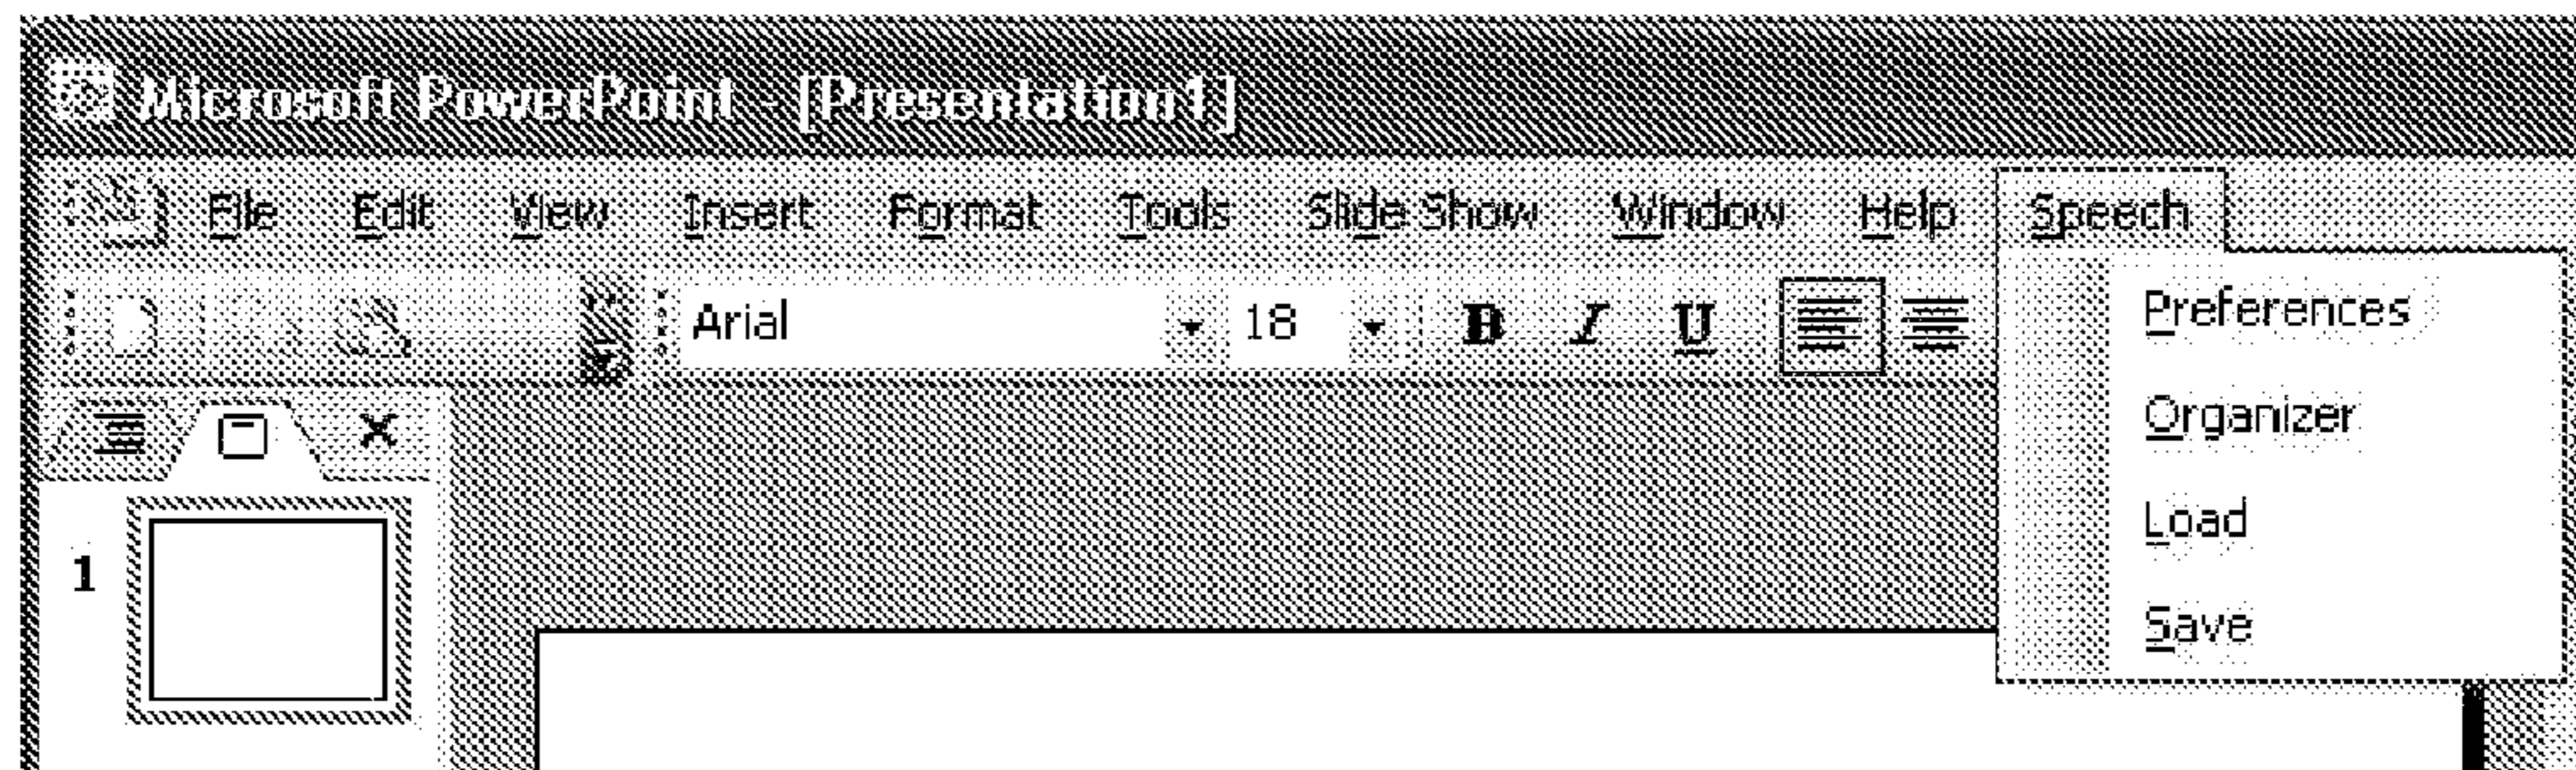 Microsoft PowerPoint - [Presentation1]
File Edit View Insert Format Tools Slide Show Window Help Speech
Arial 18 B I U
Preferences
Organizer
Load
Save
1